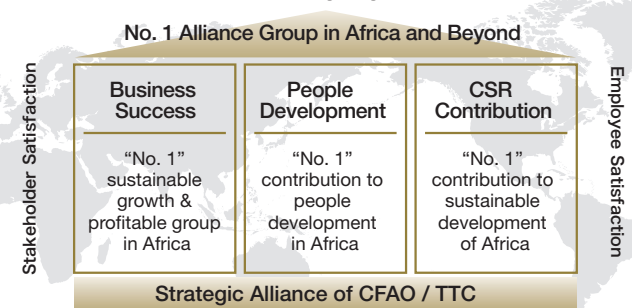 No. 1 Alliance Group in Africa and Beyond
Stakeholder Satisfaction
Business
Success
“No. 1”
sustainable
growth &
profitable group
in Africa
People
Development
“No. 1”
contribution to
people
development
in Africa
CSR
Contribution
“No. 1”
contribution to
sustainable
development
of Africa
Employee Satisfaction
Strategic Alliance of CFAO / TTC